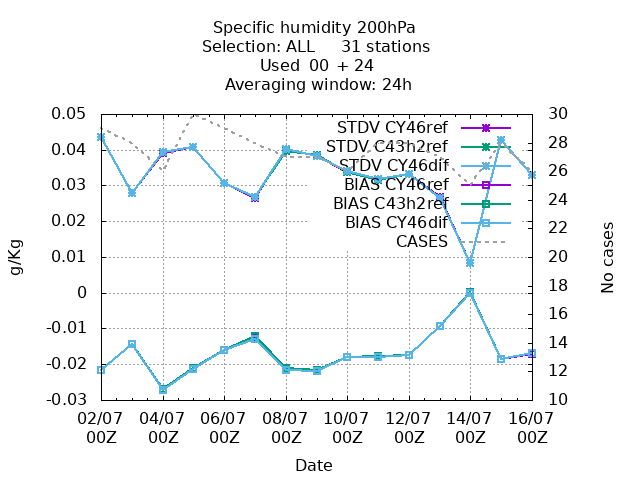 Specific humidity 200hPa
Selection: ALL 31 stations
Used 00 + 24
Averaging window: 24h
0.05
0.04
0.03
0.02
0.01
0
-0.01
-0.02
-0.03
g/Kg
30
28
26
24
22
20
18
16
14
12
10
No cases
STDV CY46ref
STDV C43h2ref
STDV CY46dif
BIAS CY46ref
BIAS C43h2ref
BIAS CY46dif
CASES
02/07 04/07 06/07 08/07 10/07 12/07 14/07 16/07
00Z 00Z 00Z 00Z 00Z 00Z 00Z 00Z
Date